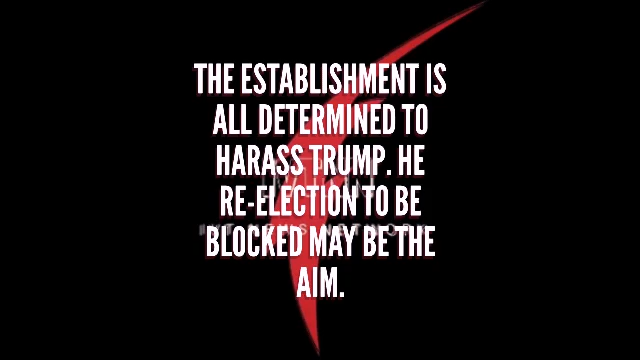 THE ESTABLISHMENT IS
ALL DETERMINED TO
HARASS TRUMP. HE
RE-ELECTION TO BE
BLOCKED MAY BE THE
AIM.